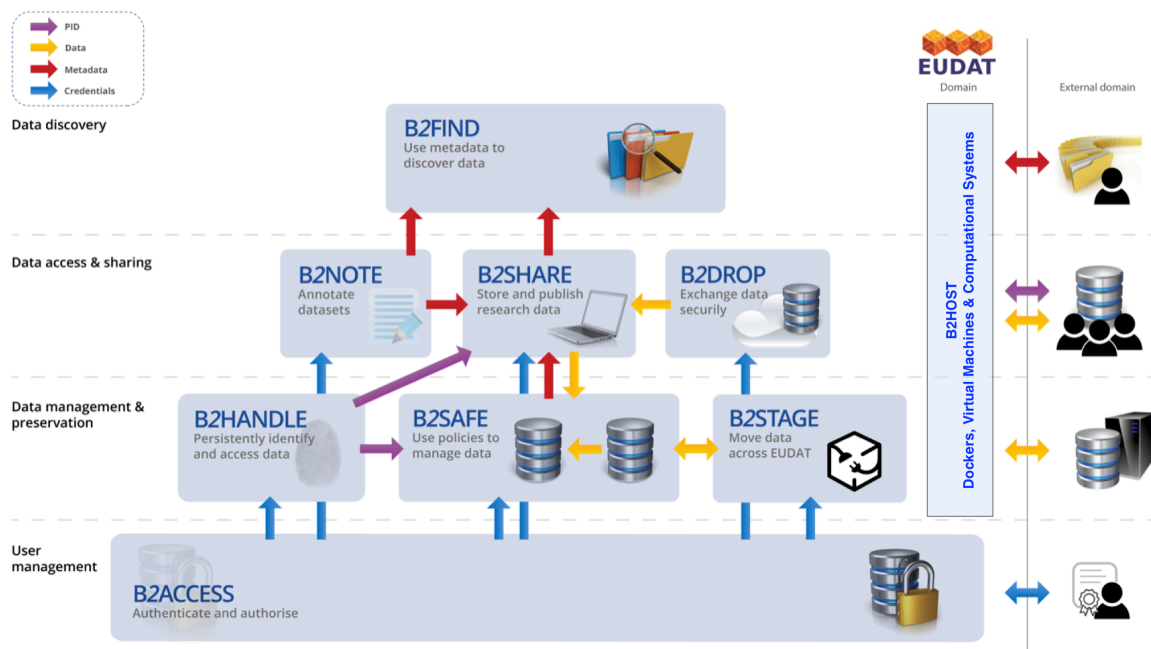 PID
Data
Metadata
Credentials
EUDAT
Domain
External domain
Data discovery
B2FIND
Use metadata to
discover data
Data access & sharing
B2NOTE
Annotate
datasets
B2SHARE
Store and publish
research data
B2DROP
Exchange data
security
B2HOST
Dockers, Virtual Machines & Computational Systems
Data management &
preservation
B2HANDLE
Persistently identify
and access data
B2SAFE
Use policies to
manage data
B2STAGE
Move data
across EUDAT
User
management
B2ACCESS
Authenticate and authorise